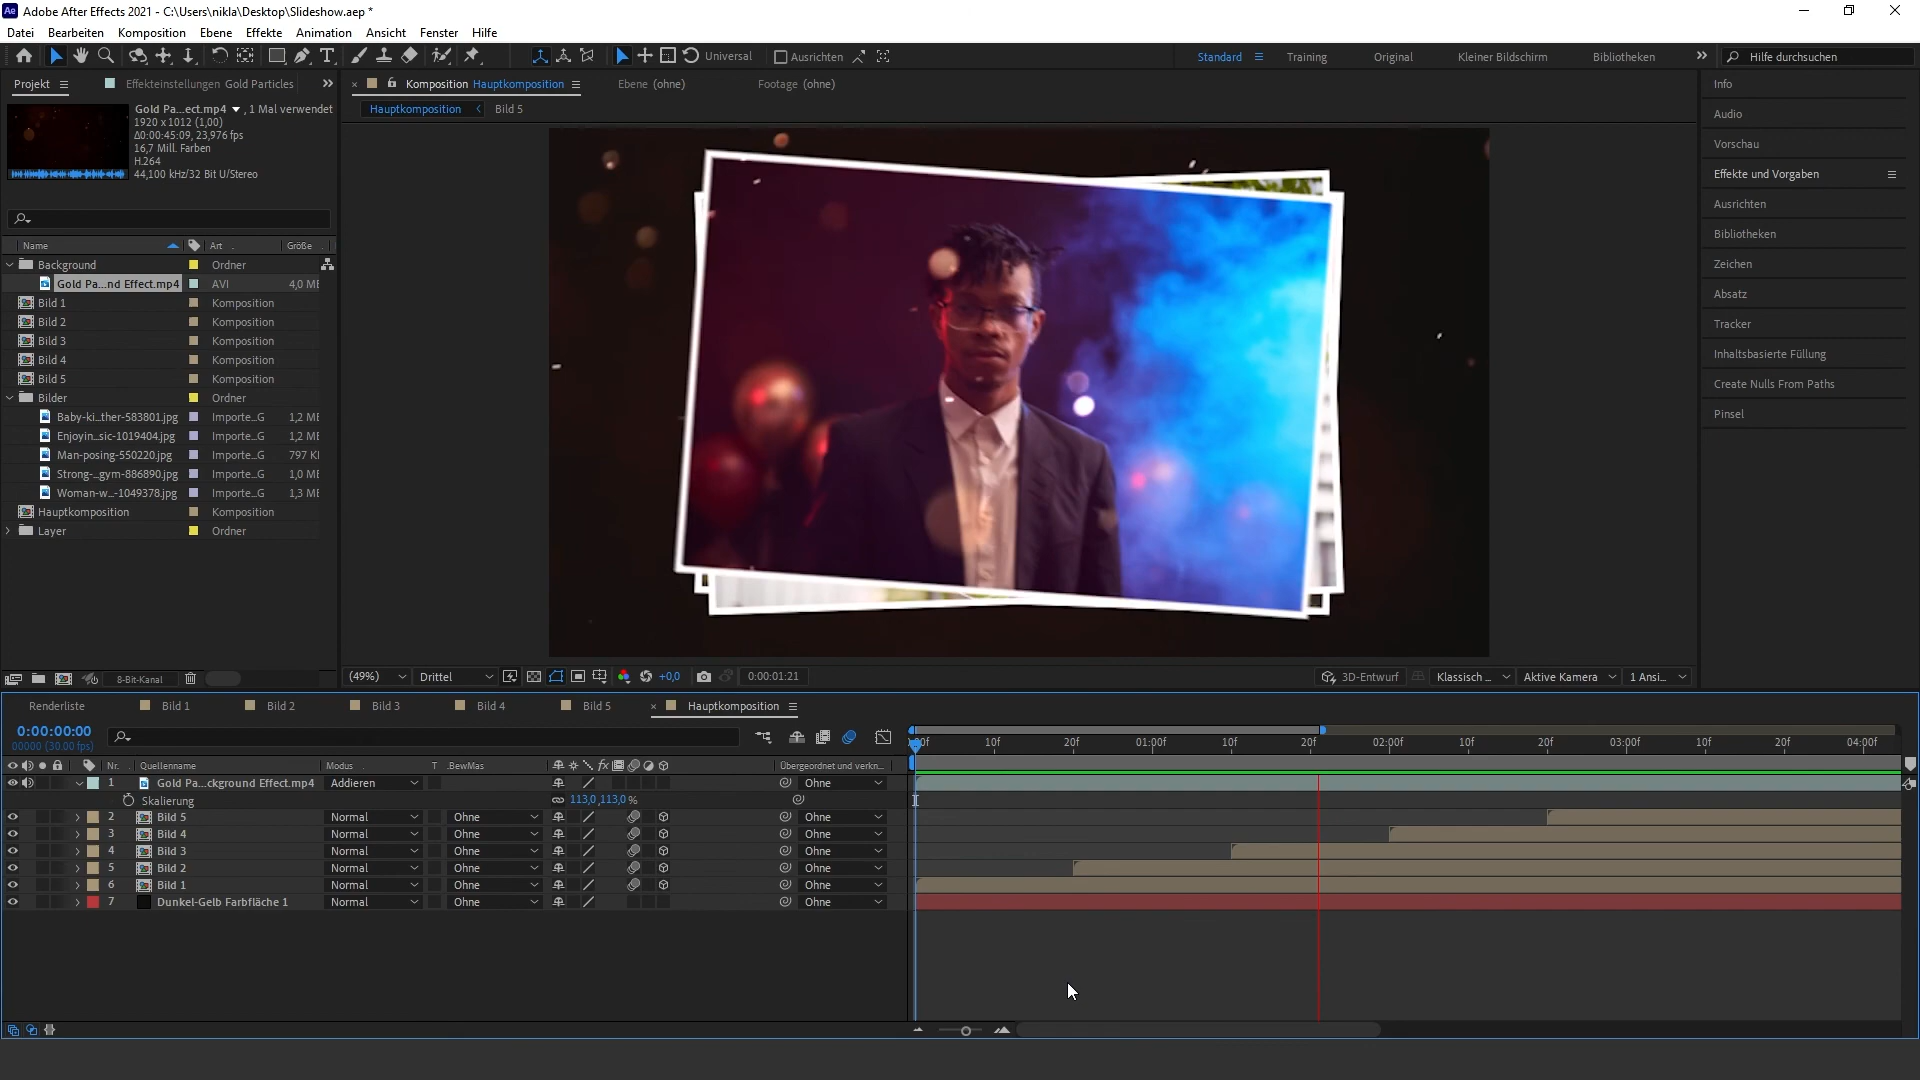 Adobe After Effects 2021 - C:\Users\nikla\Desktop\Slideshow.aep *
Datei Bearbeiten Komposition Ebene Effekte Animation Ansicht Fenster Hilfe
Universal Ausrichten Standard Training Original Kleiner Bildschirm Bibliotheken Hilfe durchsuchen
Projekt Effekteinstellungen Gold Particles
Komposition Hauptkomposition Ebene (ohne) Footage (ohne)
Hauptkomposition Bild 5
Gold Pa...ect.mp4 , 1 Mal verwendet
1920 x 1012 (1,00)
Δ0:00:45:09, 23,976 fps
16,7 Mill. Farben
H.264
44,100 kHz/32 Bit U/Stereo
Name Art Größe
Background Ordner
Gold Pa...nd Effect.mp4 AVI 4,0 ME
Bild 1 Komposition
Bild 2 Komposition
Bild 3 Komposition
Bild 4 Komposition
Bild 5 Komposition
Bilder Ordner
Baby-ki...ther-583801.jpg Importe...G 1,2 ME
Enjoyin...sic-1019404.jpg Importe...G 1,2 ME
Man-posing-550220.jpg Importe...G 797 KI
Strong-...gym-886890.jpg Importe...G 1,0 ME
Woman-w...-1049378.jpg Importe...G 1,3 ME
Hauptkomposition Komposition
Layer Ordner
8-Bit-Kanal
Info
Audio
Vorschau
Effekte und Vorgaben
Ausrichten
Bibliotheken
Zeichen
Absatz
Tracker
Inhaltsbasierte Füllung
Create Nulls From Paths
Pinsel
(49%) Drittel +0,0 0:00:01:21 3D-Entwurf Klassisch ... Aktive Kamera 1 Ansi...
Renderliste Bild 1 Bild 2 Bild 3 Bild 4 Bild 5 Hauptkomposition
0:00:00:00
00000 (30.00 fps)
:00f 10f 20f 01:00f 10f 20f 02:00f 10f 20f 03:00f 10f 20f 04:00f
Nr. Quellenname Modus T .BewMas Übergeordnet und verkn...
1 Gold Pa...ckground Effect.mp4 Addieren Ohne
Skalierung 113,0,113,0 %
2 Bild 5 Normal Ohne Ohne
3 Bild 4 Normal Ohne Ohne
4 Bild 3 Normal Ohne Ohne
5 Bild 2 Normal Ohne Ohne
6 Bild 1 Normal Ohne Ohne
7 Dunkel-Gelb Farbfläche 1 Normal Ohne Ohne